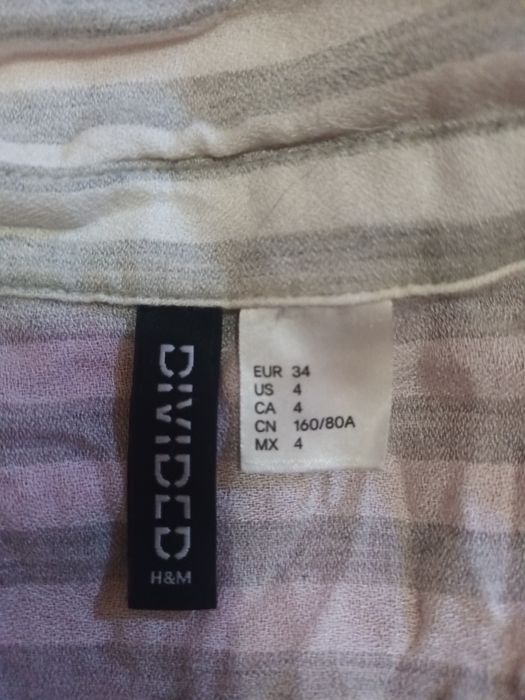 DIVIDED
H&M
EUR 34
US 4
CA 4
CN 160/80A
MX 4